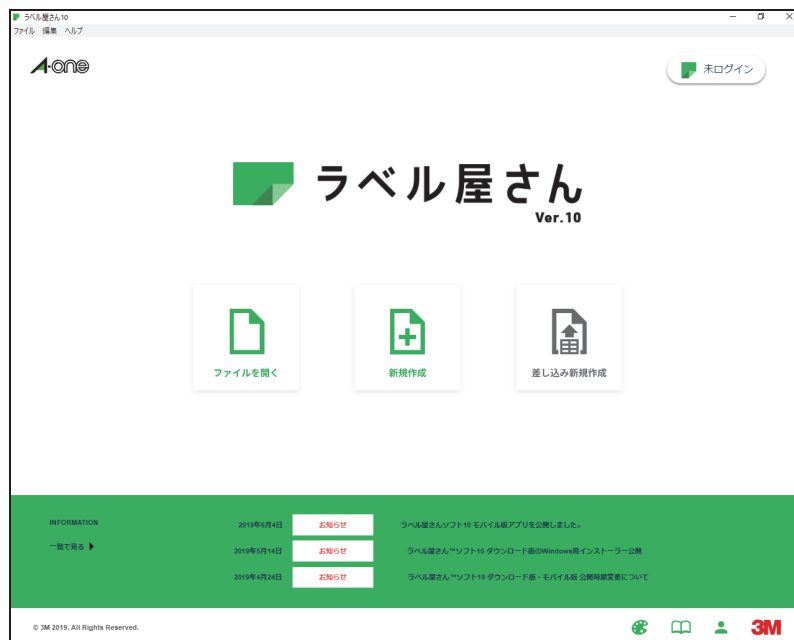 ラベル屋さん10
ファイル 編集 ヘルプ
A-one
未ログイン
ラベル屋さん
Ver.10
ファイルを開く
新規作成
差し込み新規作成
INFORMATION
一覧で見る
2019年6月4日 お知らせ ラベル屋さんソフト10 モバイル版アプリを公開しました。
2019年5月14日 お知らせ ラベル屋さん™ソフト10 ダウンロード版のWindows用インストーラー公開
2019年4月24日 お知らせ ラベル屋さん™ソフト10 ダウンロード版・モバイル版 公開時期変更について
© 3M 2019. All Rights Reserved.
3M